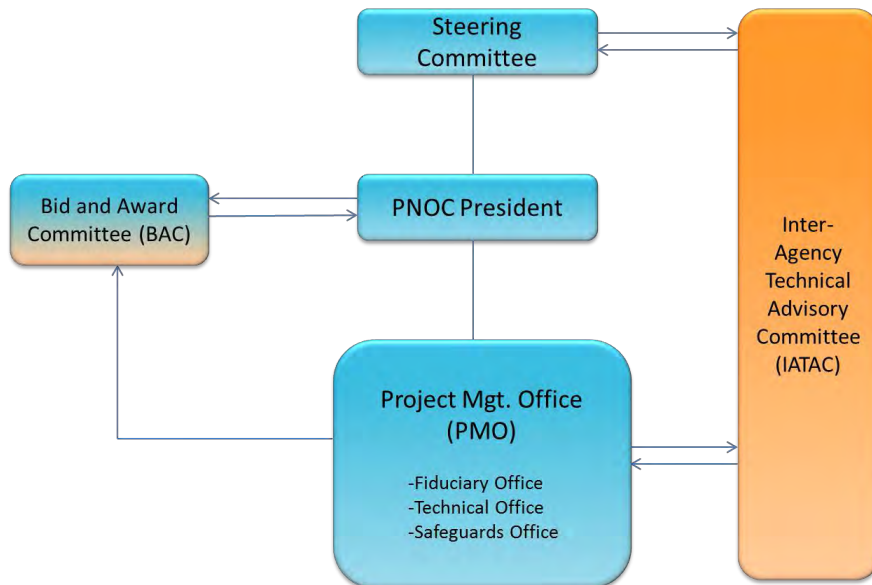 Steering
Committee
Bid and Award
Committee (BAC)
PNOC President
Inter-
Agency
Technical
Advisory
Committee
(IATAC)
Project Mgt. Office
(PMO)
-Fiduciary Office
-Technical Office
-Safeguards Office